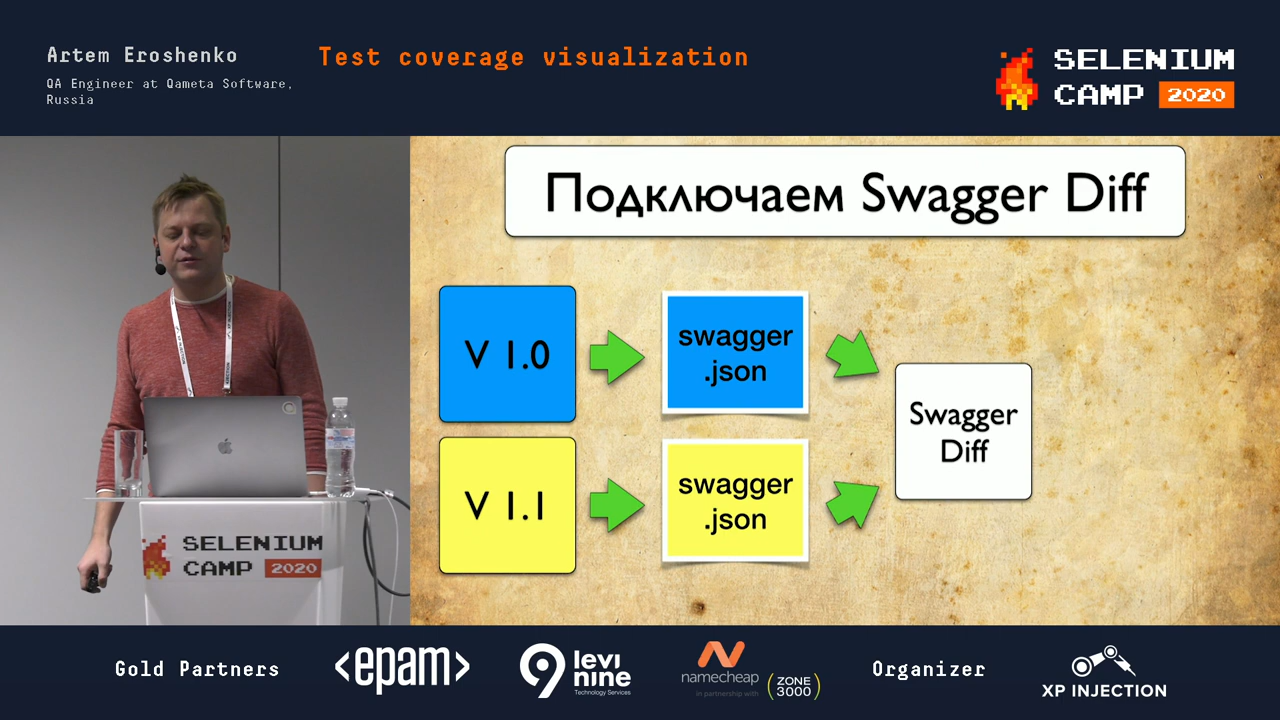 Artem Eroshenko
QA Engineer at Qameta Software,
Russia
Test coverage visualization
SELENIUM
CAMP 2020
Подключаем Swagger Diff
V 1.0
swagger
.json
V 1.1
swagger
.json
Swagger
Diff
SELENIUM
CAMP 2020
Gold Partners
<epam>
9 levi
nine
Technology Services
namecheap
in partnership with
ZONE
3000
Organizer
XP INJECTION